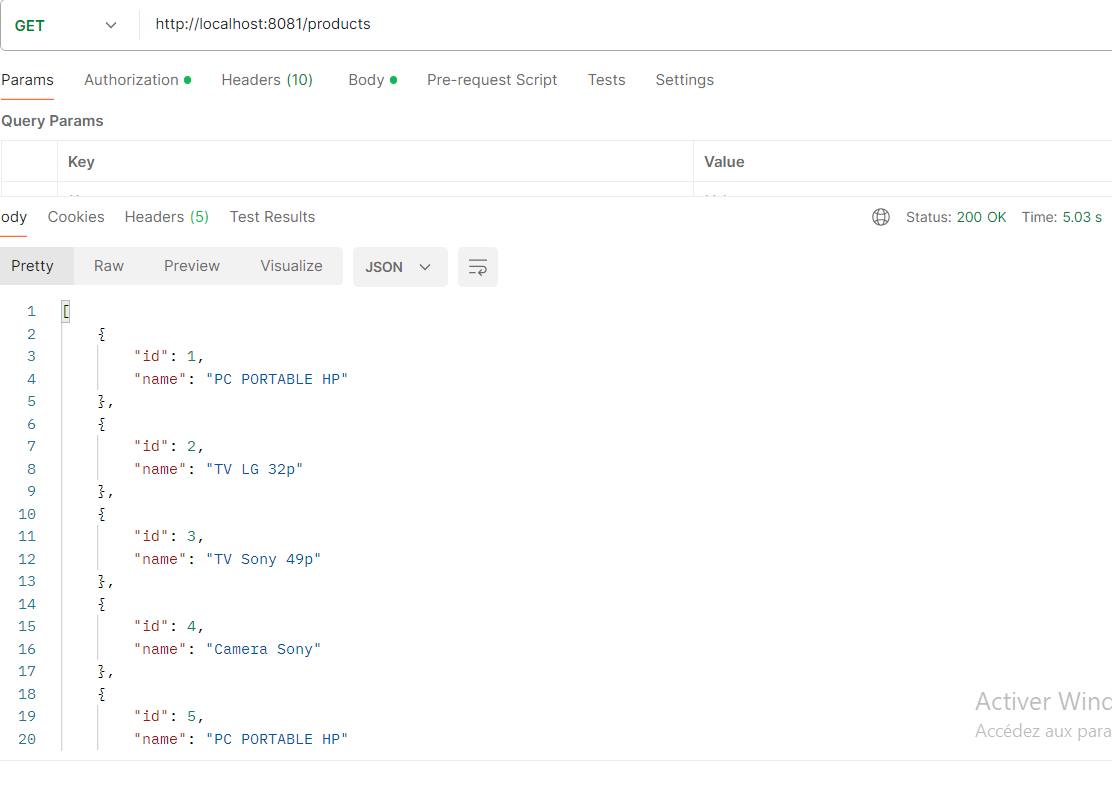 GET http://localhost:8081/products
Params Authorization Headers (10) Body Pre-request Script Tests Settings
Query Params
Key Value
ody Cookies Headers (5) Test Results Status: 200 OK Time: 5.03 s
Pretty Raw Preview Visualize JSON
1 [
2 {
3 "id": 1,
4 "name": "PC PORTABLE HP"
5 },
6 {
7 "id": 2,
8 "name": "TV LG 32p"
9 },
10 {
11 "id": 3,
12 "name": "TV Sony 49p"
13 },
14 {
15 "id": 4,
16 "name": "Camera Sony"
17 },
18 {
19 "id": 5,
20 "name": "PC PORTABLE HP"
Activer Wind
Accédez aux para